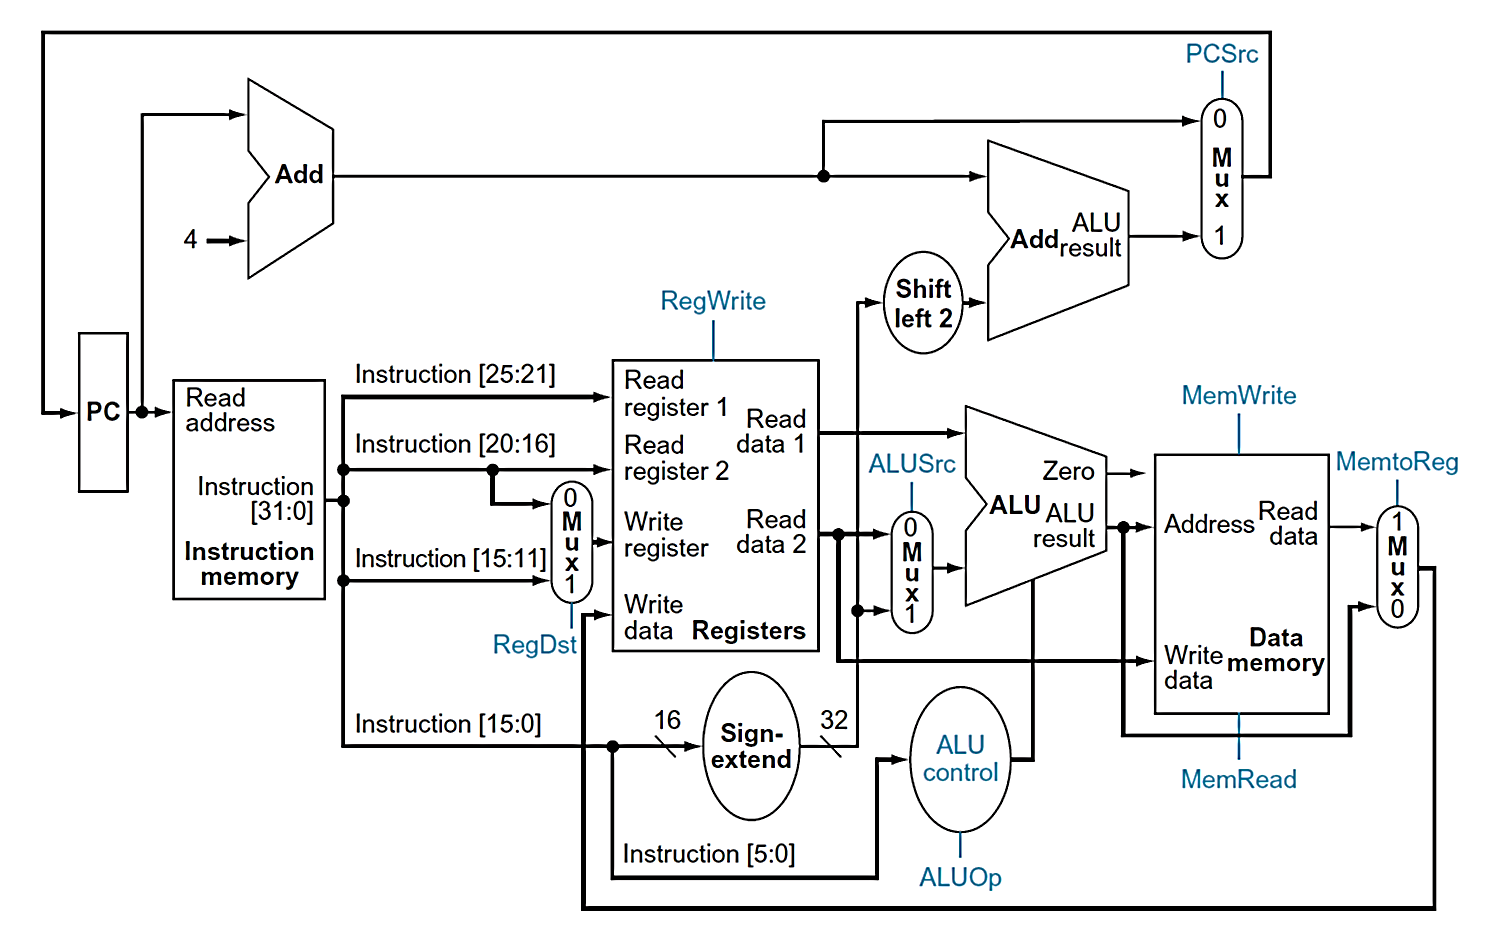 PCSrc
0
M
u
x
1
Add
4
Add
ALU
result
Shift
left 2
RegWrite
PC
Read
address
Instruction
[31:0]
Instruction
memory
Instruction [25:21]
Instruction [20:16]
Instruction [15:11]
Instruction [15:0]
0
M
u
x
1
RegDst
Read
register 1
Read
register 2
Write
register
Write
data
Read
data 1
Read
data 2
Registers
ALUSrc
0
M
u
x
1
Zero
ALU
ALU
result
MemWrite
Address
Read
data
Write
data
Data
memory
MemRead
MemtoReg
1
M
u
x
0
16
Sign-
extend
32
ALU
control
Instruction [5:0]
ALUOp